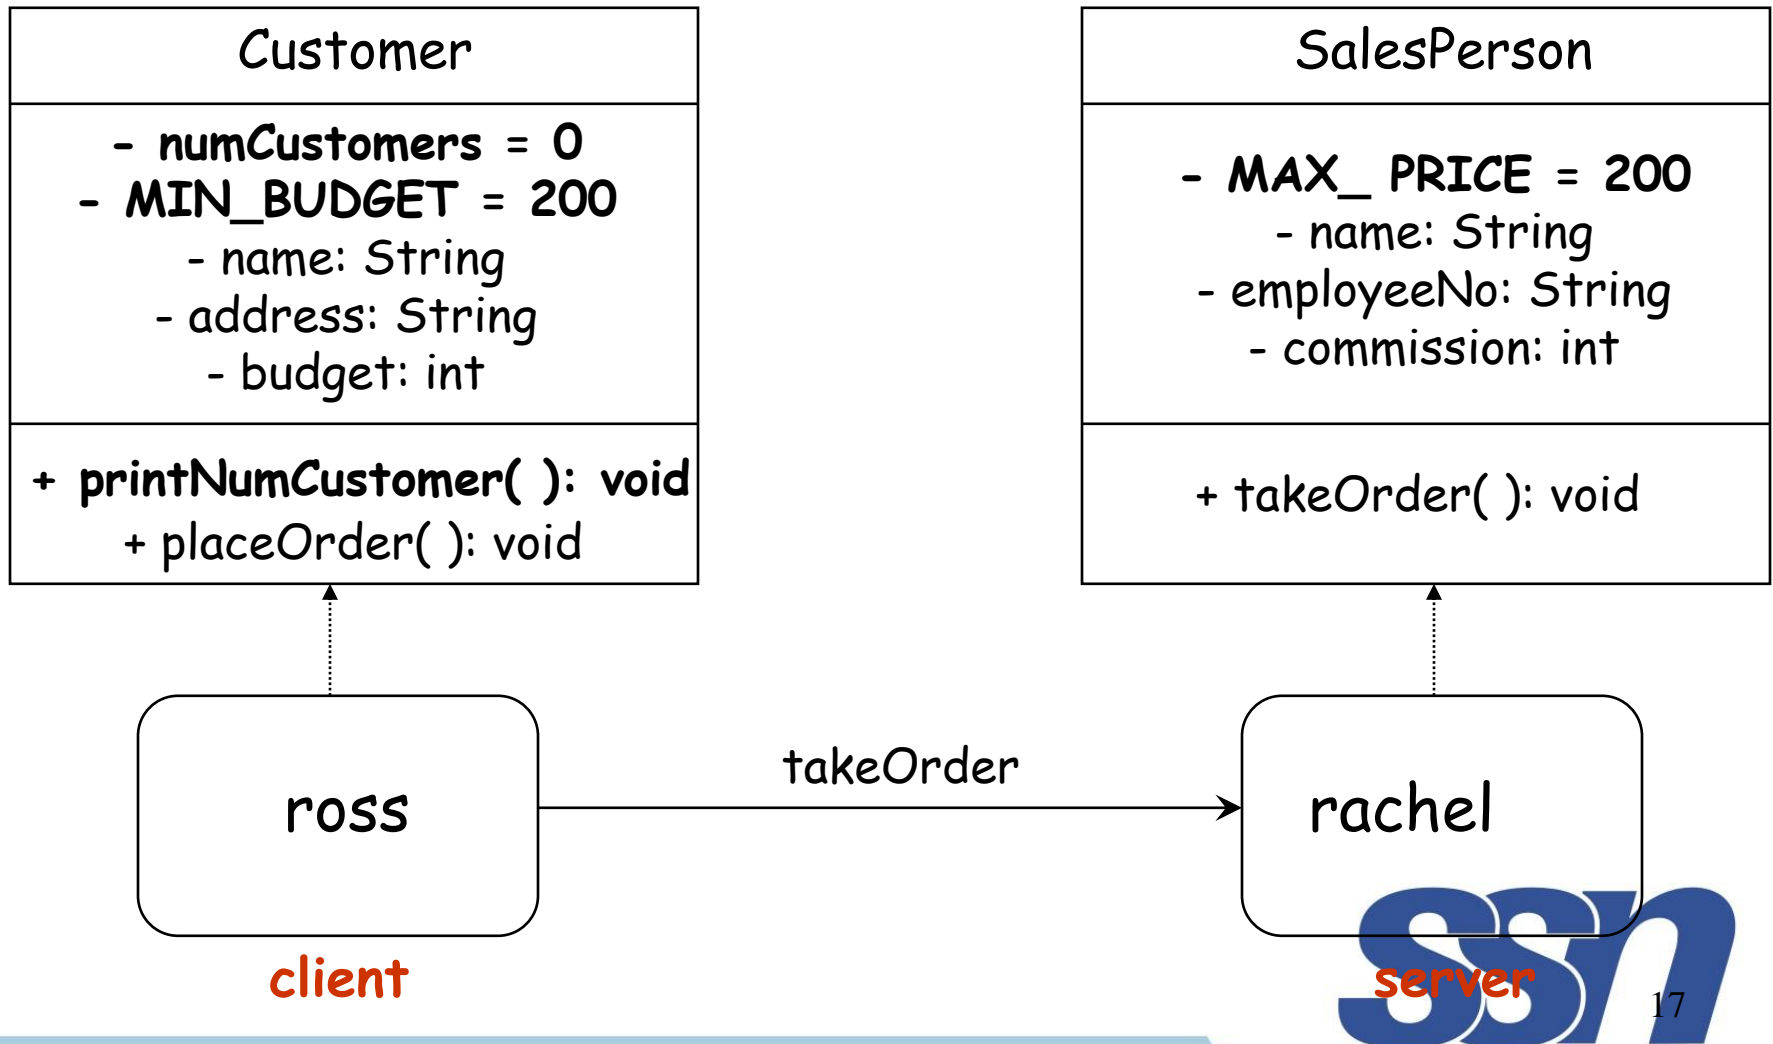 Customer
- numCustomers = 0
- MIN_BUDGET = 200
- name: String
- address: String
- budget: int
+ printNumCustomer( ): void
+ placeOrder( ): void
SalesPerson
- MAX_ PRICE = 200
- name: String
- employeeNo: String
- commission: int
+ takeOrder( ): void
ross
takeOrder
rachel
client
server
ssn
17